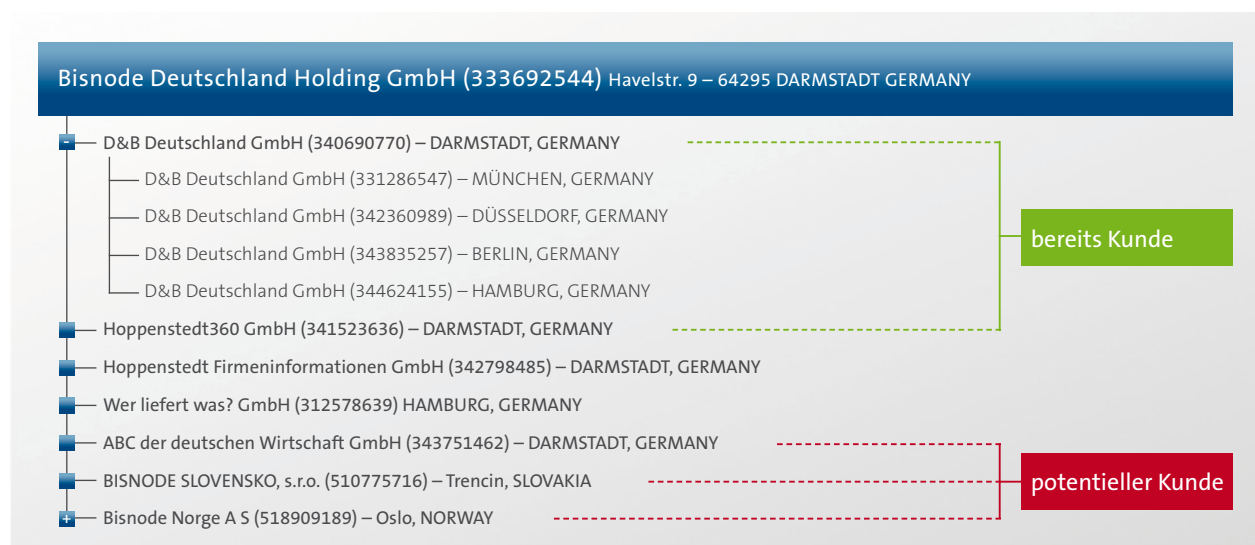 Bisnode Deutschland Holding GmbH (333692544) Havelstr. 9 – 64295 DARMSTADT GERMANY
- D&B Deutschland GmbH (340690770) – DARMSTADT, GERMANY
D&B Deutschland GmbH (331286547) – MÜNCHEN, GERMANY
D&B Deutschland GmbH (342360989) – DÜSSELDORF, GERMANY
bereits Kunde
D&B Deutschland GmbH (343835257) – BERLIN, GERMANY
D&B Deutschland GmbH (344624155) – HAMBURG, GERMANY
Hoppenstedt360 GmbH (341523636) – DARMSTADT, GERMANY
Hoppenstedt Firmeninformationen GmbH (342798485) – DARMSTADT, GERMANY
Wer liefert was? GmbH (312578639) HAMBURG, GERMANY
ABC der deutschen Wirtschaft GmbH (343751462) – DARMSTADT, GERMANY
BISNODE SLOVENSKO, s.r.o. (510775716) – Trencin, SLOVAKIA
potentieller Kunde
+ Bisnode Norge A S (518909189) – Oslo, NORWAY